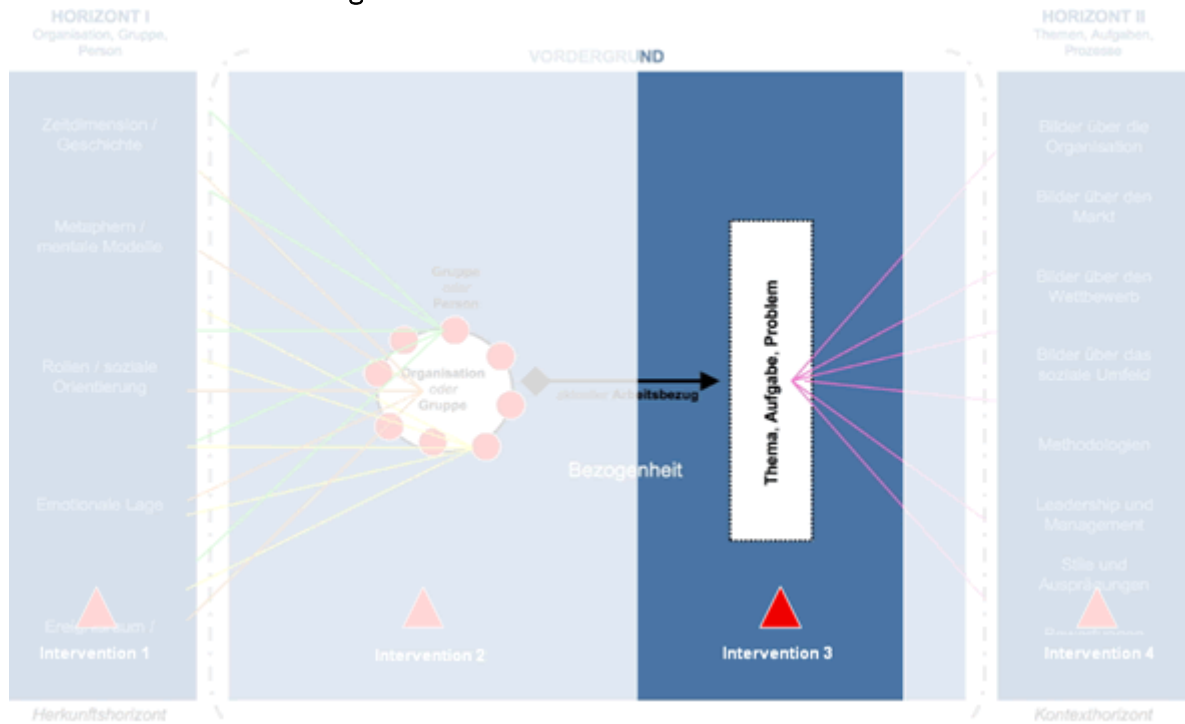 HORIZONT I
Organisation, Gruppe,
Person
VORDERGRUND
HORIZONT II
Themen, Aufgaben,
Prozesse
Zeitdimension /
Geschichte
Metaphern /
mentale Modelle
Rollen / soziale
Orientierung
Emotionale Lage
Intervention 1
Herkunftshorizont
Gruppe
oder
Person
Organisation
oder
Gruppe
aktueller Arbeitsbezug
Bezogenheit
Intervention 2
Thema, Aufgabe, Problem
Intervention 3
Bilder über die
Organisation
Bilder über den
Markt
Bilder über den
Wettbewerb
Bilder über das
soziale Umfeld
Methodologien
Leadership und
Management
Stile und
Ausprägungen
Intervention 4
Kontexthorizont